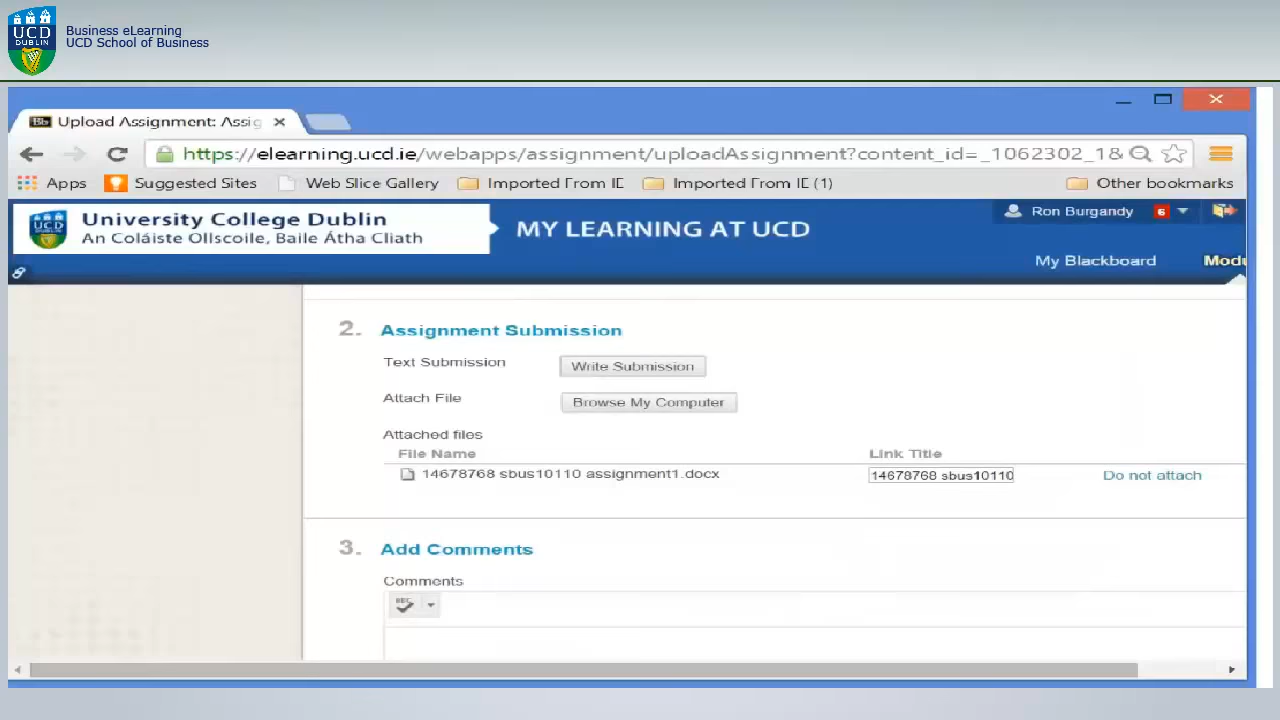 UCD
DUBLIN
Business eLearning
UCD School of Business
Bb Upload Assignment: Assig
https://elearning.ucd.ie/webapps/assignment/uploadAssignment?content_id=_1062302_1&
Apps Suggested Sites Web Slice Gallery Imported From IE Imported From IE (1) Other bookmarks
UCD
University College Dublin
An Coláiste Ollscoile, Baile Átha Cliath
MY LEARNING AT UCD
Ron Burgandy 6
My Blackboard Modu
2. Assignment Submission
Text Submission Write Submission
Attach File Browse My Computer
Attached files
File Name Link Title
14678768 sbus10110 assignment1.docx 14678768 sbus10110 Do not attach
3. Add Comments
Comments
ABC